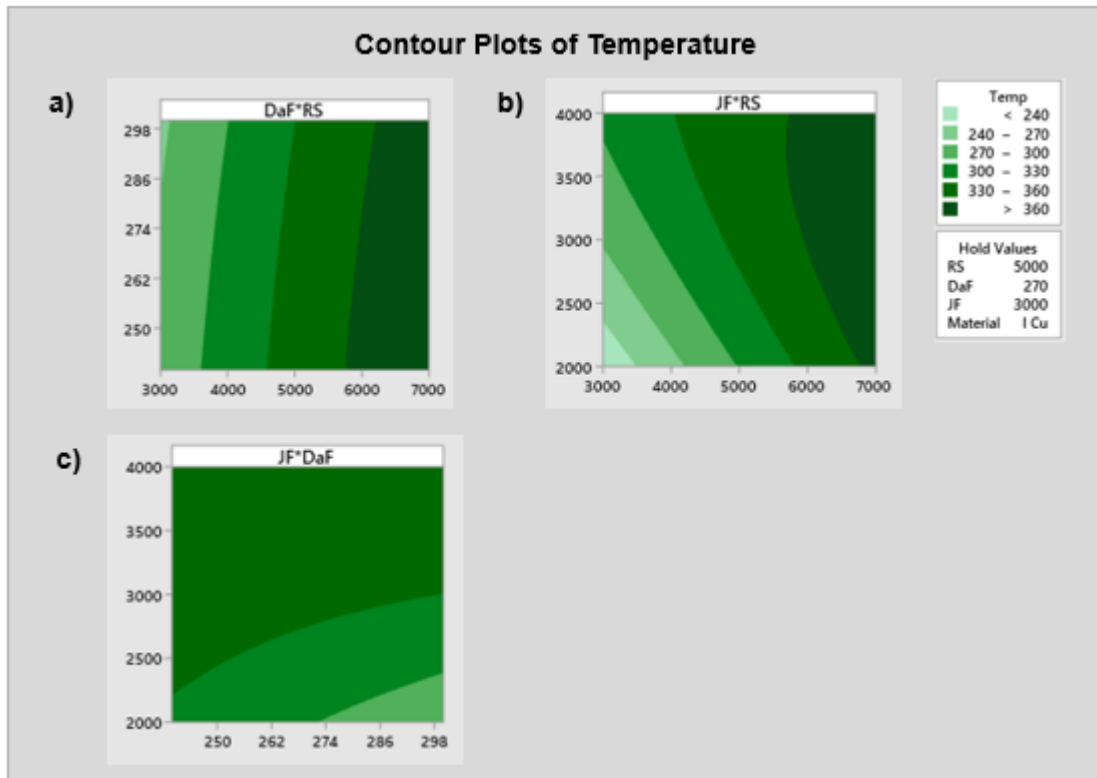 Contour Plots of Temperature
a)
DaF*RS
298
286
274
262
250
3000 4000 5000 6000 7000
b)
JF*RS
4000
3500
3000
2500
2000
3000 4000 5000 6000 7000
Temp
< 240
240 – 270
270 – 300
300 – 330
330 – 360
> 360
Hold Values
RS 5000
DaF 270
JF 3000
Material I Cu
c)
JF*DaF
4000
3500
3000
2500
2000
250 262 274 286 298